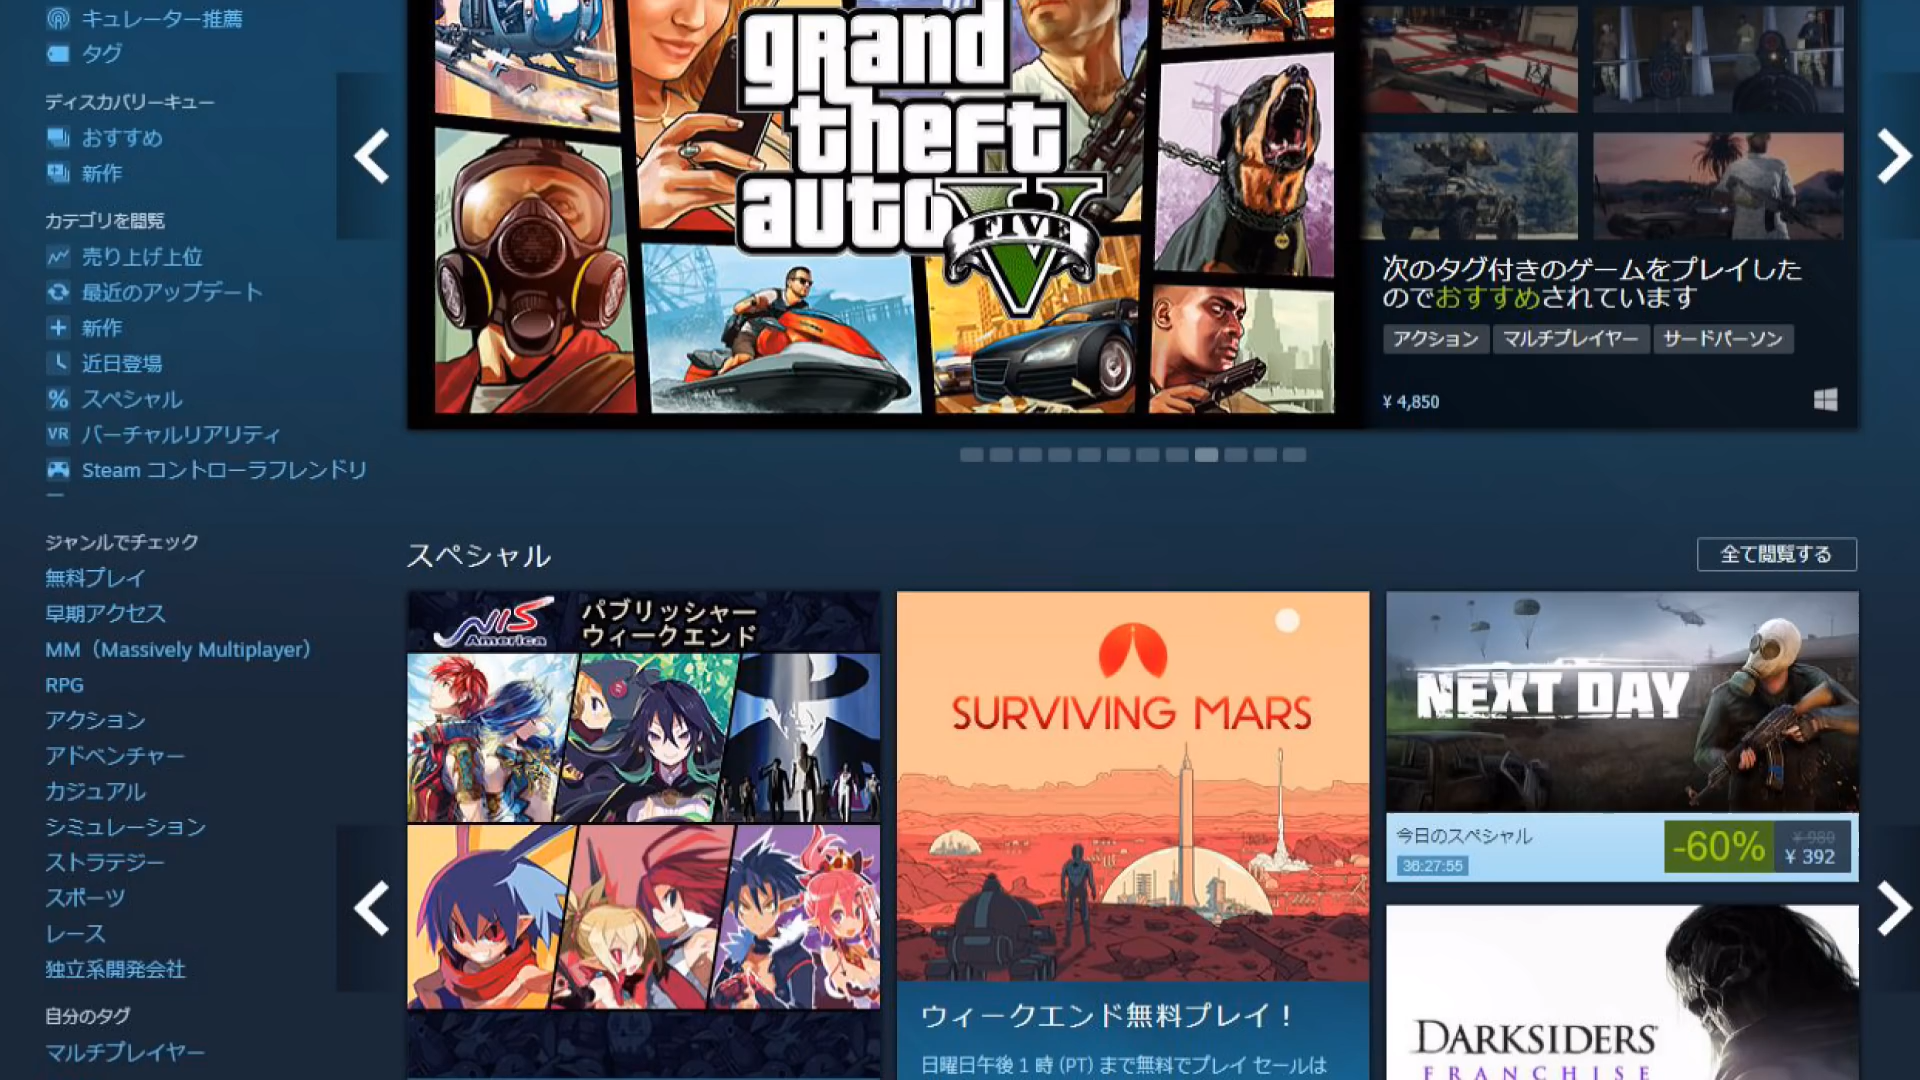 キュレーター推薦
タグ
ディスカバリーキュー
おすすめ
新作
カテゴリを閲覧
売り上げ上位
最近のアップデート
新作
近日登場
% スペシャル
VR バーチャルリアリティ
Steam コントローラフレンドリ
ー
ジャンルでチェック
無料プレイ
早期アクセス
MM（Massively Multiplayer）
RPG
アクション
アドベンチャー
カジュアル
シミュレーション
ストラテジー
スポーツ
レース
独立系開発会社
自分のタグ
マルチプレイヤー
grand
theft
auto V
FIVE
次のタグ付きのゲームをプレイした
のでおすすめされています
アクション マルチプレイヤー サードパーソン
¥ 4,850
スペシャル
全て閲覧する
NIS America
パブリッシャー
ウィークエンド
SURVIVING MARS
ウィークエンド無料プレイ！
日曜日午後 1 時 (PT) まで無料でプレイ セールは
NEXT DAY
今日のスペシャル
36:27:55
-60%
¥ 980
¥ 392
DARKSIDERS
FRANCHISE